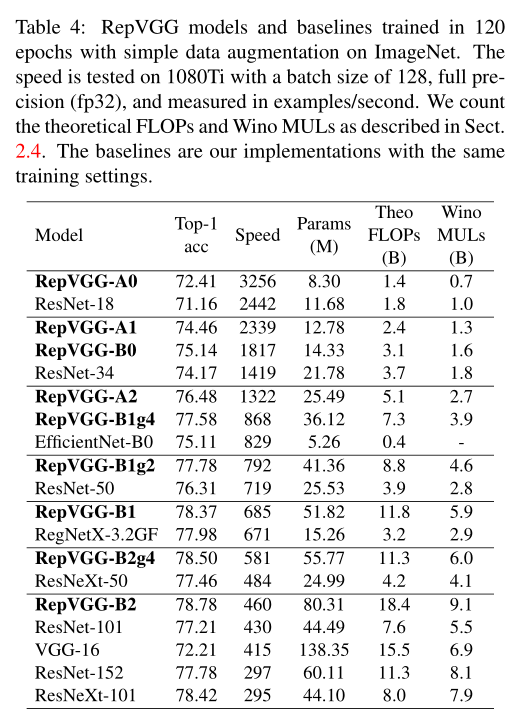 Table 4: RepVGG models and baselines trained in 120
epochs with simple data augmentation on ImageNet. The
speed is tested on 1080Ti with a batch size of 128, full pre-
cision (fp32), and measured in examples/second. We count
the theoretical FLOPs and Wino MULs as described in Sect.
2.4. The baselines are our implementations with the same
training settings.
Model Top-1 acc Speed Params (M) Theo FLOPs (B) Wino MULs (B)
RepVGG-A0 72.41 3256 8.30 1.4 0.7
ResNet-18 71.16 2442 11.68 1.8 1.0
RepVGG-A1 74.46 2339 12.78 2.4 1.3
RepVGG-B0 75.14 1817 14.33 3.1 1.6
ResNet-34 74.17 1419 21.78 3.7 1.8
RepVGG-A2 76.48 1322 25.49 5.1 2.7
RepVGG-B1g4 77.58 868 36.12 7.3 3.9
EfficientNet-B0 75.11 829 5.26 0.4 -
RepVGG-B1g2 77.78 792 41.36 8.8 4.6
ResNet-50 76.31 719 25.53 3.9 2.8
RepVGG-B1 78.37 685 51.82 11.8 5.9
RegNetX-3.2GF 77.98 671 15.26 3.2 2.9
RepVGG-B2g4 78.50 581 55.77 11.3 6.0
ResNeXt-50 77.46 484 24.99 4.2 4.1
RepVGG-B2 78.78 460 80.31 18.4 9.1
ResNet-101 77.21 430 44.49 7.6 5.5
VGG-16 72.21 415 138.35 15.5 6.9
ResNet-152 77.78 297 60.11 11.3 8.1
ResNeXt-101 78.42 295 44.10 8.0 7.9